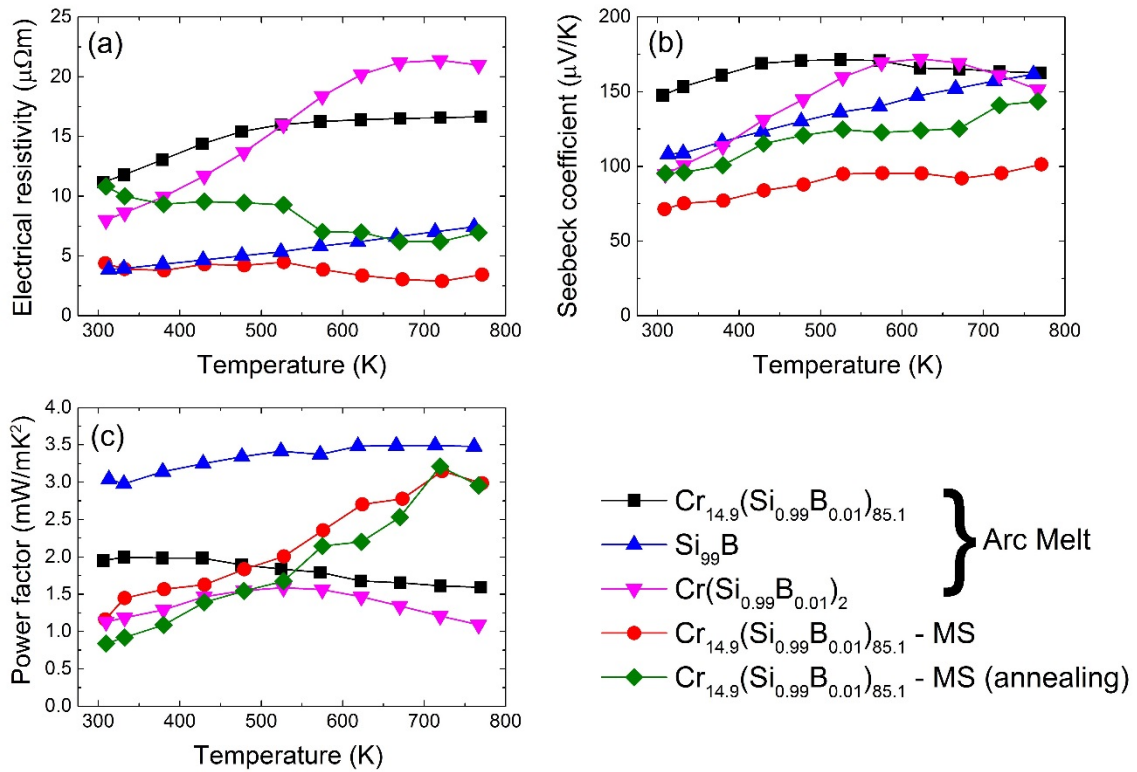 (a)
Electrical resistivity (μΩm)
25
20
15
10
5
0
300 400 500 600 700 800
Temperature (K)
(b)
Seebeck coefficient (μV/K)
200
150
100
50
0
300 400 500 600 700 800
Temperature (K)
(c)
Power factor (mW/mK²)
4.0
3.5
3.0
2.5
2.0
1.5
1.0
0.5
0.0
300 400 500 600 700 800
Temperature (K)
Cr₁₄.₉(Si₀.₉₉B₀.₀₁)₈₅.₁
Si₉₉B
Cr(Si₀.₉₉B₀.₀₁)₂
} Arc Melt
Cr₁₄.₉(Si₀.₉₉B₀.₀₁)₈₅.₁ - MS
Cr₁₄.₉(Si₀.₉₉B₀.₀₁)₈₅.₁ - MS (annealing)